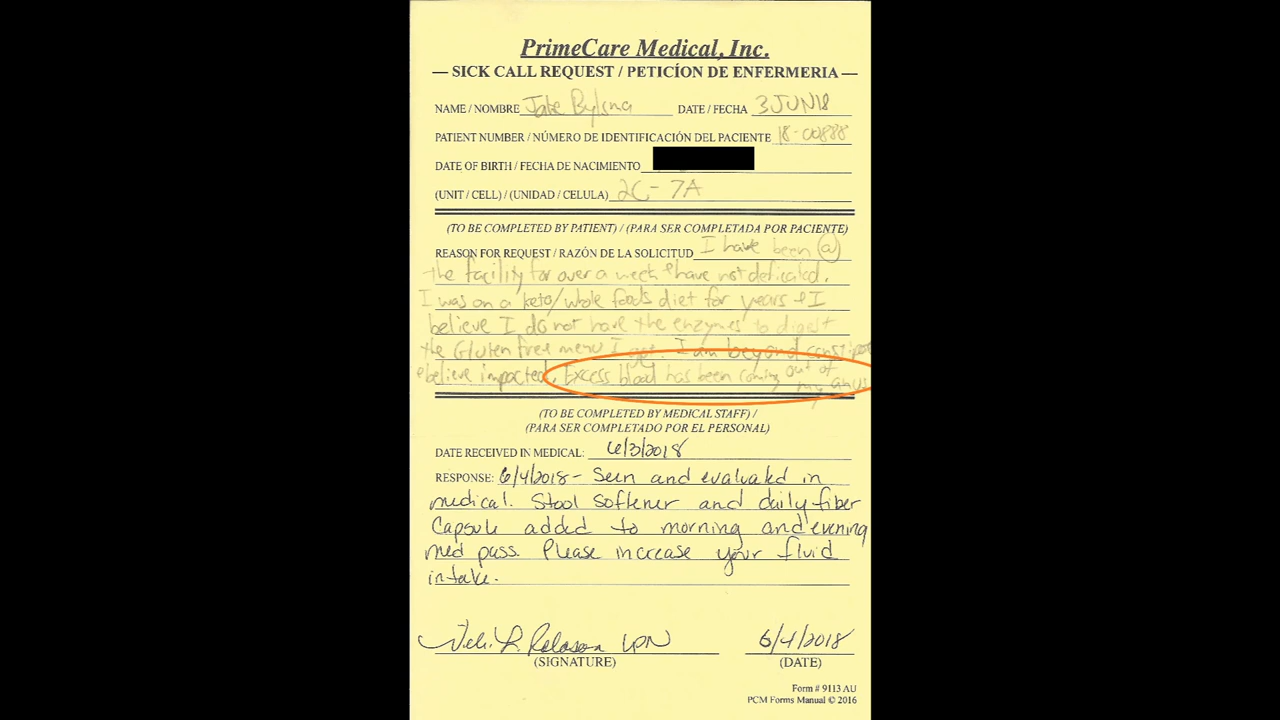 PrimeCare Medical, Inc.
— SICK CALL REQUEST / PETICÍON DE ENFERMERIA —
NAME / NOMBRE Jake Bylsma DATE / FECHA 3JUN18
PATIENT NUMBER / NÚMERO DE IDENTIFICACIÓN DEL PACIENTE 18-00888
DATE OF BIRTH / FECHA DE NACIMIENTO
(UNIT / CELL) / (UNIDAD / CELULA) 2C-7A
(TO BE COMPLETED BY PATIENT) / (PARA SER COMPLETADA POR PACIENTE)
REASON FOR REQUEST / RAZÓN DE LA SOLICITUD I have been @
the facility for over a week & have not deficated.
I was on a keto/whole foods diet for years & I
believe I do not have the enzymes to digest
the Gluten free menu I get. I am beyond
believe impacted. Excess blood has been coming out of
my anus
(TO BE COMPLETED BY MEDICAL STAFF) /
(PARA SER COMPLETADO POR EL PERSONAL)
DATE RECEIVED IN MEDICAL: 6/3/2018
RESPONSE: 6/4/2018 - Seen and evaluated in
medical. Stool Softener and daily fiber
Capsule added to morning and evening
med pass. Please increase your fluid
intake.
LPN 6/4/2018
(SIGNATURE) (DATE)
Form # 9113 AU
PCM Forms Manual © 2016